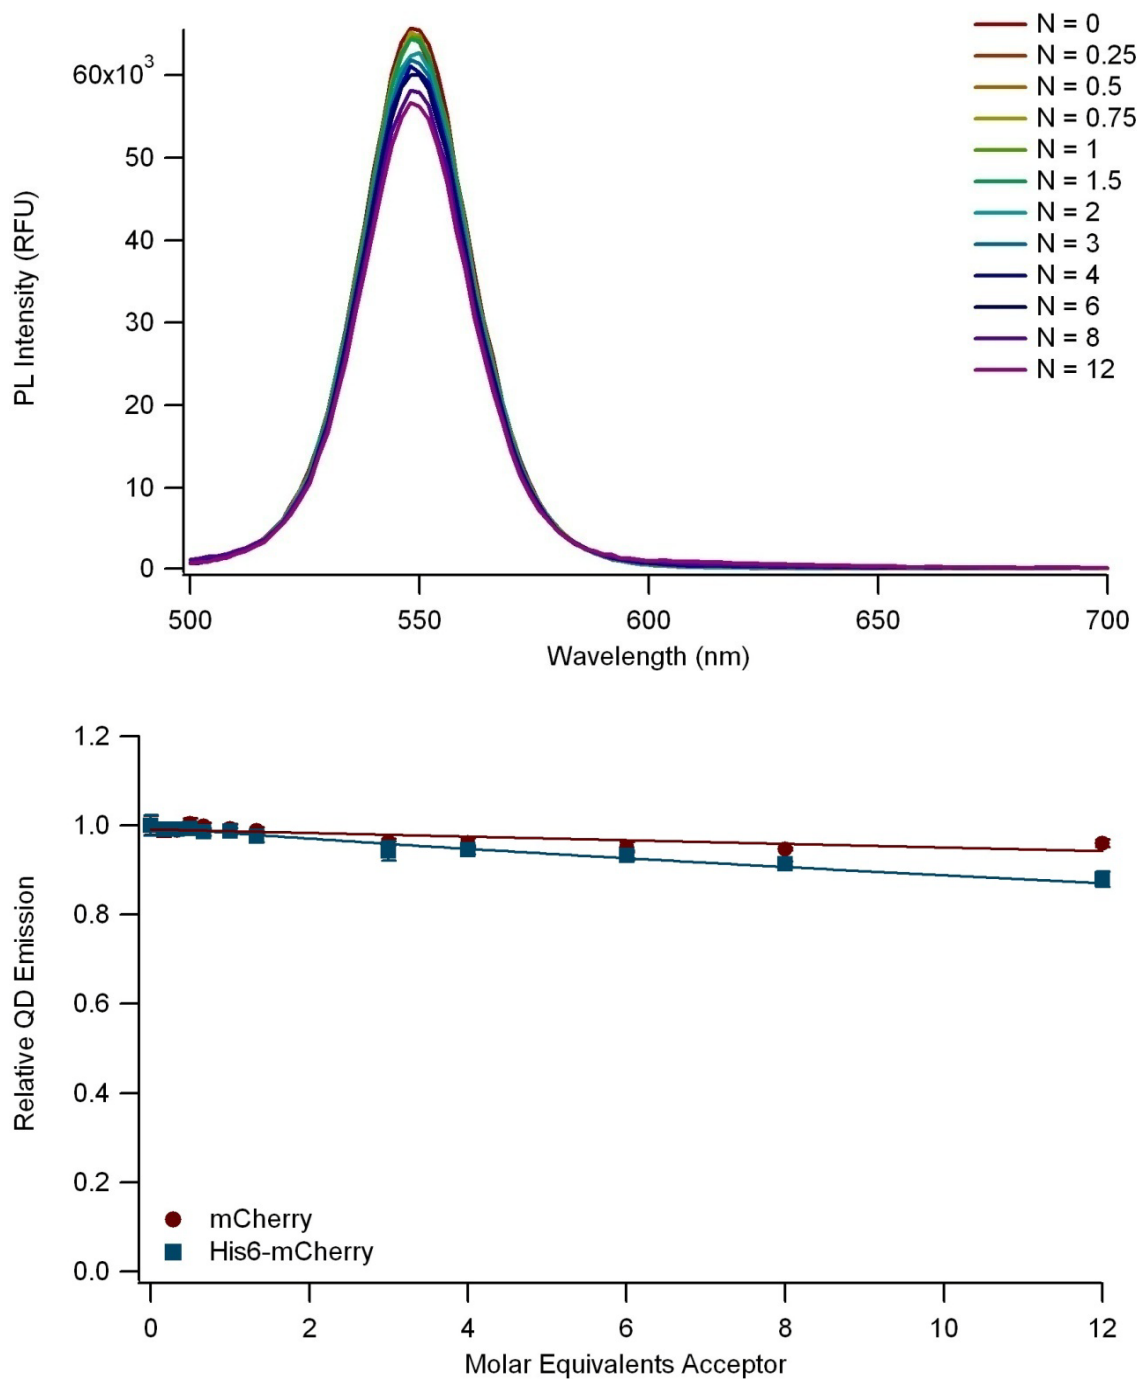 N = 0
N = 0.25
N = 0.5
N = 0.75
N = 1
N = 1.5
N = 2
N = 3
N = 4
N = 6
N = 8
N = 12
PL Intensity (RFU)
60x10³
50
40
30
20
10
0
500 550 600 650 700
Wavelength (nm)
Relative QD Emission
1.2
1.0
0.8
0.6
0.4
0.2
0.0
mCherry
His6-mCherry
0 2 4 6 8 10 12
Molar Equivalents Acceptor